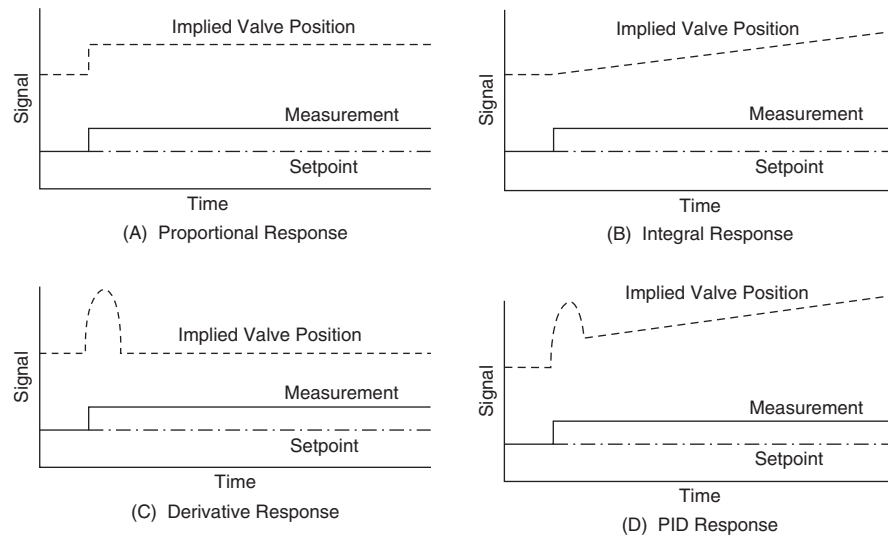 Implied Valve Position
Signal
Measurement
Setpoint
Time
(A) Proportional Response
Implied Valve Position
Signal
Measurement
Setpoint
Time
(B) Integral Response
Implied Valve Position
Signal
Measurement
Setpoint
Time
(C) Derivative Response
Implied Valve Position
Signal
Measurement
Setpoint
Time
(D) PID Response